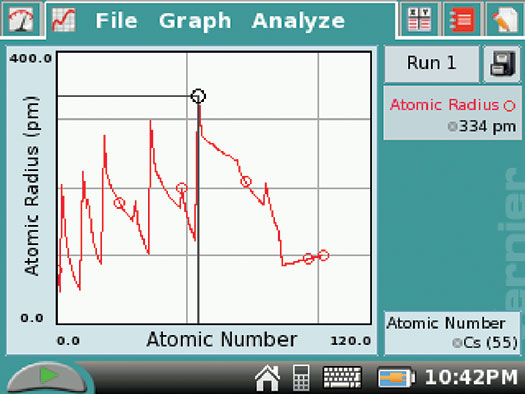 File Graph Analyze
X Y
400.0
Atomic Radius (pm)
0.0
0.0 Atomic Number 120.0
Run 1
Atomic Radius
334 pm
vernier
Atomic Number
Cs (55)
10:42PM